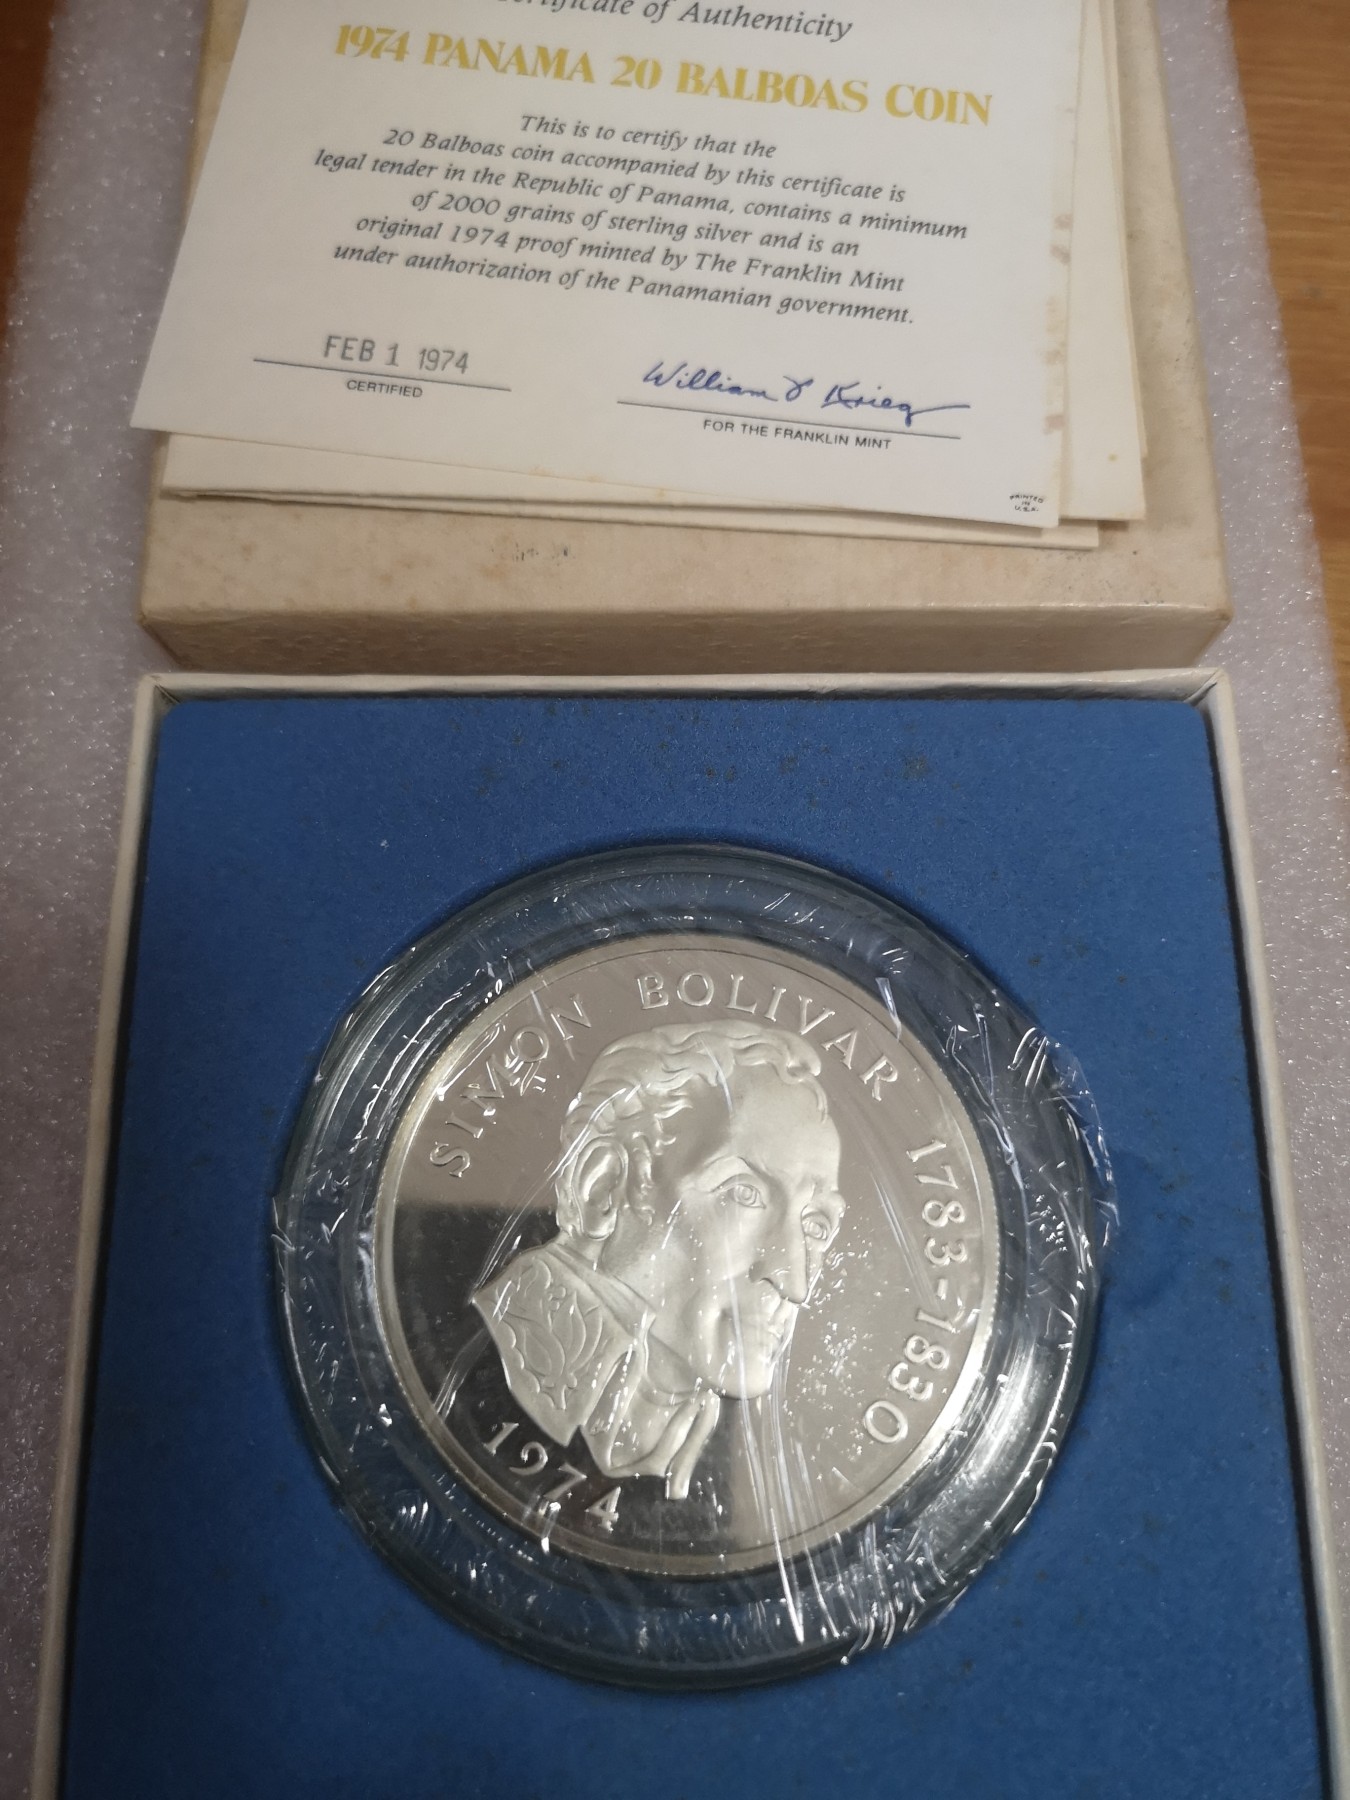 Certificate of Authenticity
1974 PANAMA 20 BALBOAS COIN
This is to certify that the
20 Balboas coin accompanied by this certificate is
legal tender in the Republic of Panama, contains a minimum
of 2000 grains of sterling silver and is an
original 1974 proof minted by The Franklin Mint
under authorization of the Panamanian government.
FEB 1 1974
CERTIFIED
William J Krieg
FOR THE FRANKLIN MINT
PRINTED
IN
U.S.A.
SIMON BOLIVAR 1783-1830
1974